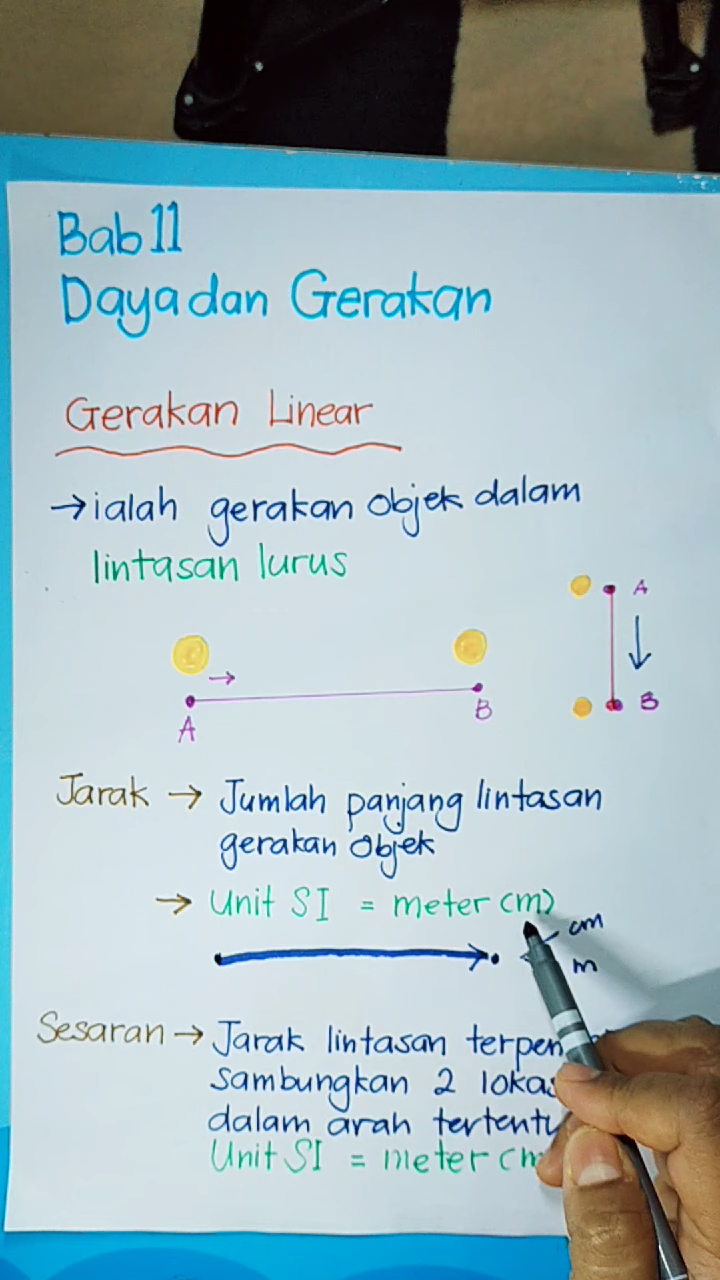 Bab 11
Daya dan Gerakan
Gerakan Linear
→ ialah gerakan objek dalam
lintasan lurus
A
B
A
B
Jarak → Jumlah panjang lintasan
gerakan objek
→ Unit SI = meter (m)
cm
m
Sesaran → Jarak lintasan
sambungkan 2
dalam arah
Unit SI = meter